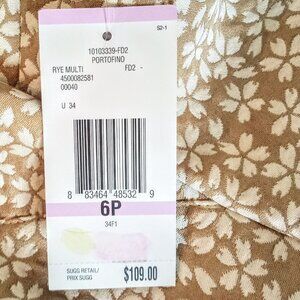 S2-1
10103339-FD2
PORTOFINO
RYE MULTI FD2 -
4500082581
00040
U 34
8 83464 48532 9
6P
34F1
SUGG RETAIL/
PRIX SUGG $109.00